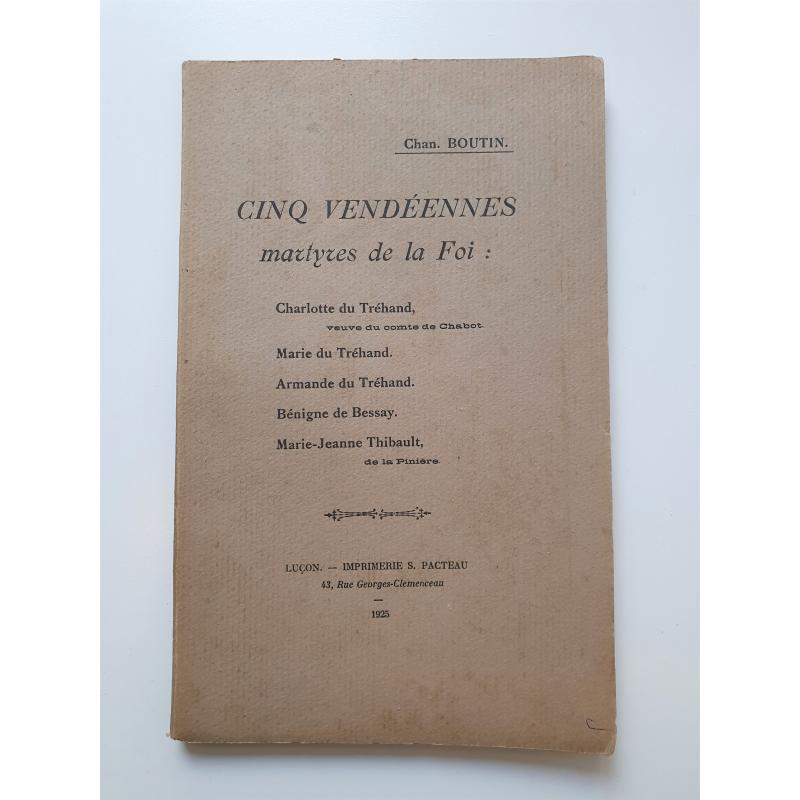 Chan. BOUTIN.
CINQ VENDÉENNES
martyres de la Foi :
Charlotte du Tréhand,
veuve du comte de Chabot.
Marie du Tréhand.
Armande du Tréhand.
Bénigne de Bessay.
Marie-Jeanne Thibault,
de la Pinière.
LUÇON. — IMPRIMERIE S. PACTEAU
43, Rue Georges-Clemenceau
—
1925